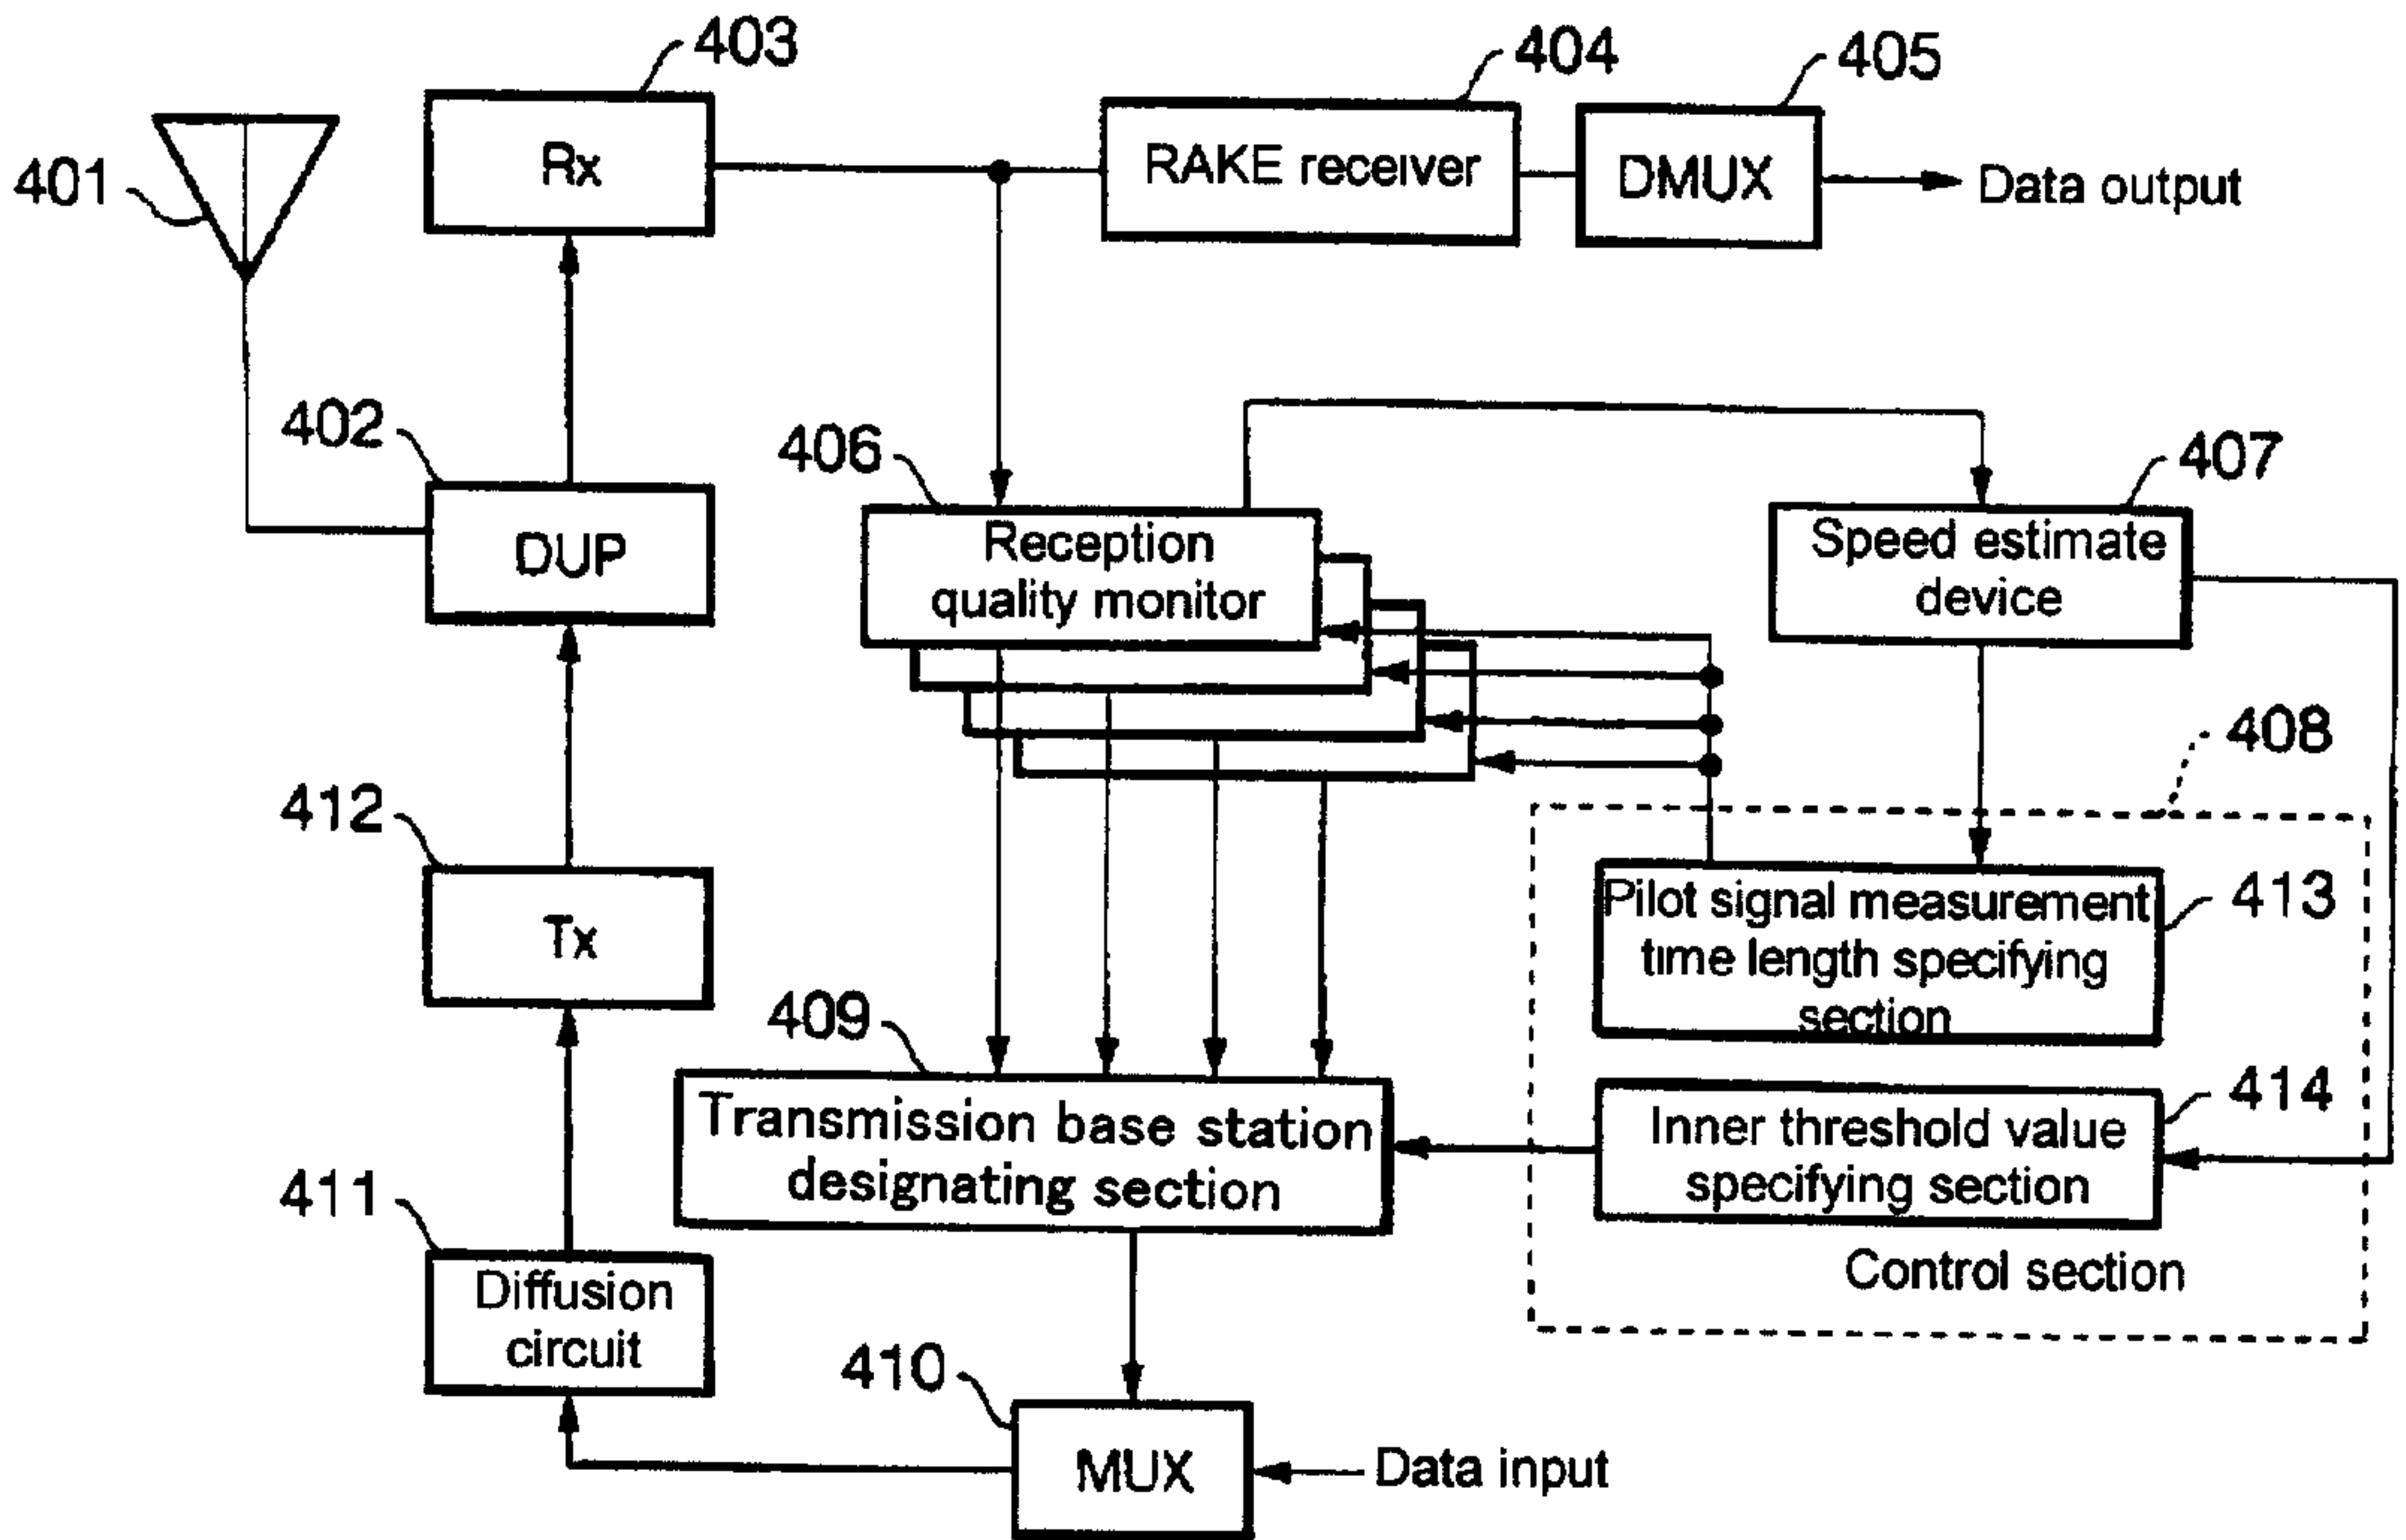 403
404
405
401
Rx
RAKE receiver
DMUX
Data output
402
406
407
DUP
Reception
quality monitor
Speed estimate
device
408
412
Tx
Pilot signal measurement
time length specifying
section
413
409
Transmission base station
designating section
Inner threshold value
specifying section
414
411
Diffusion
circuit
Control section
410
MUX
Data input